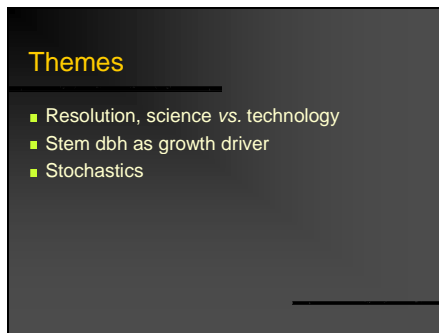 Themes
Resolution, science vs. technology
Stem dbh as growth driver
Stochastics